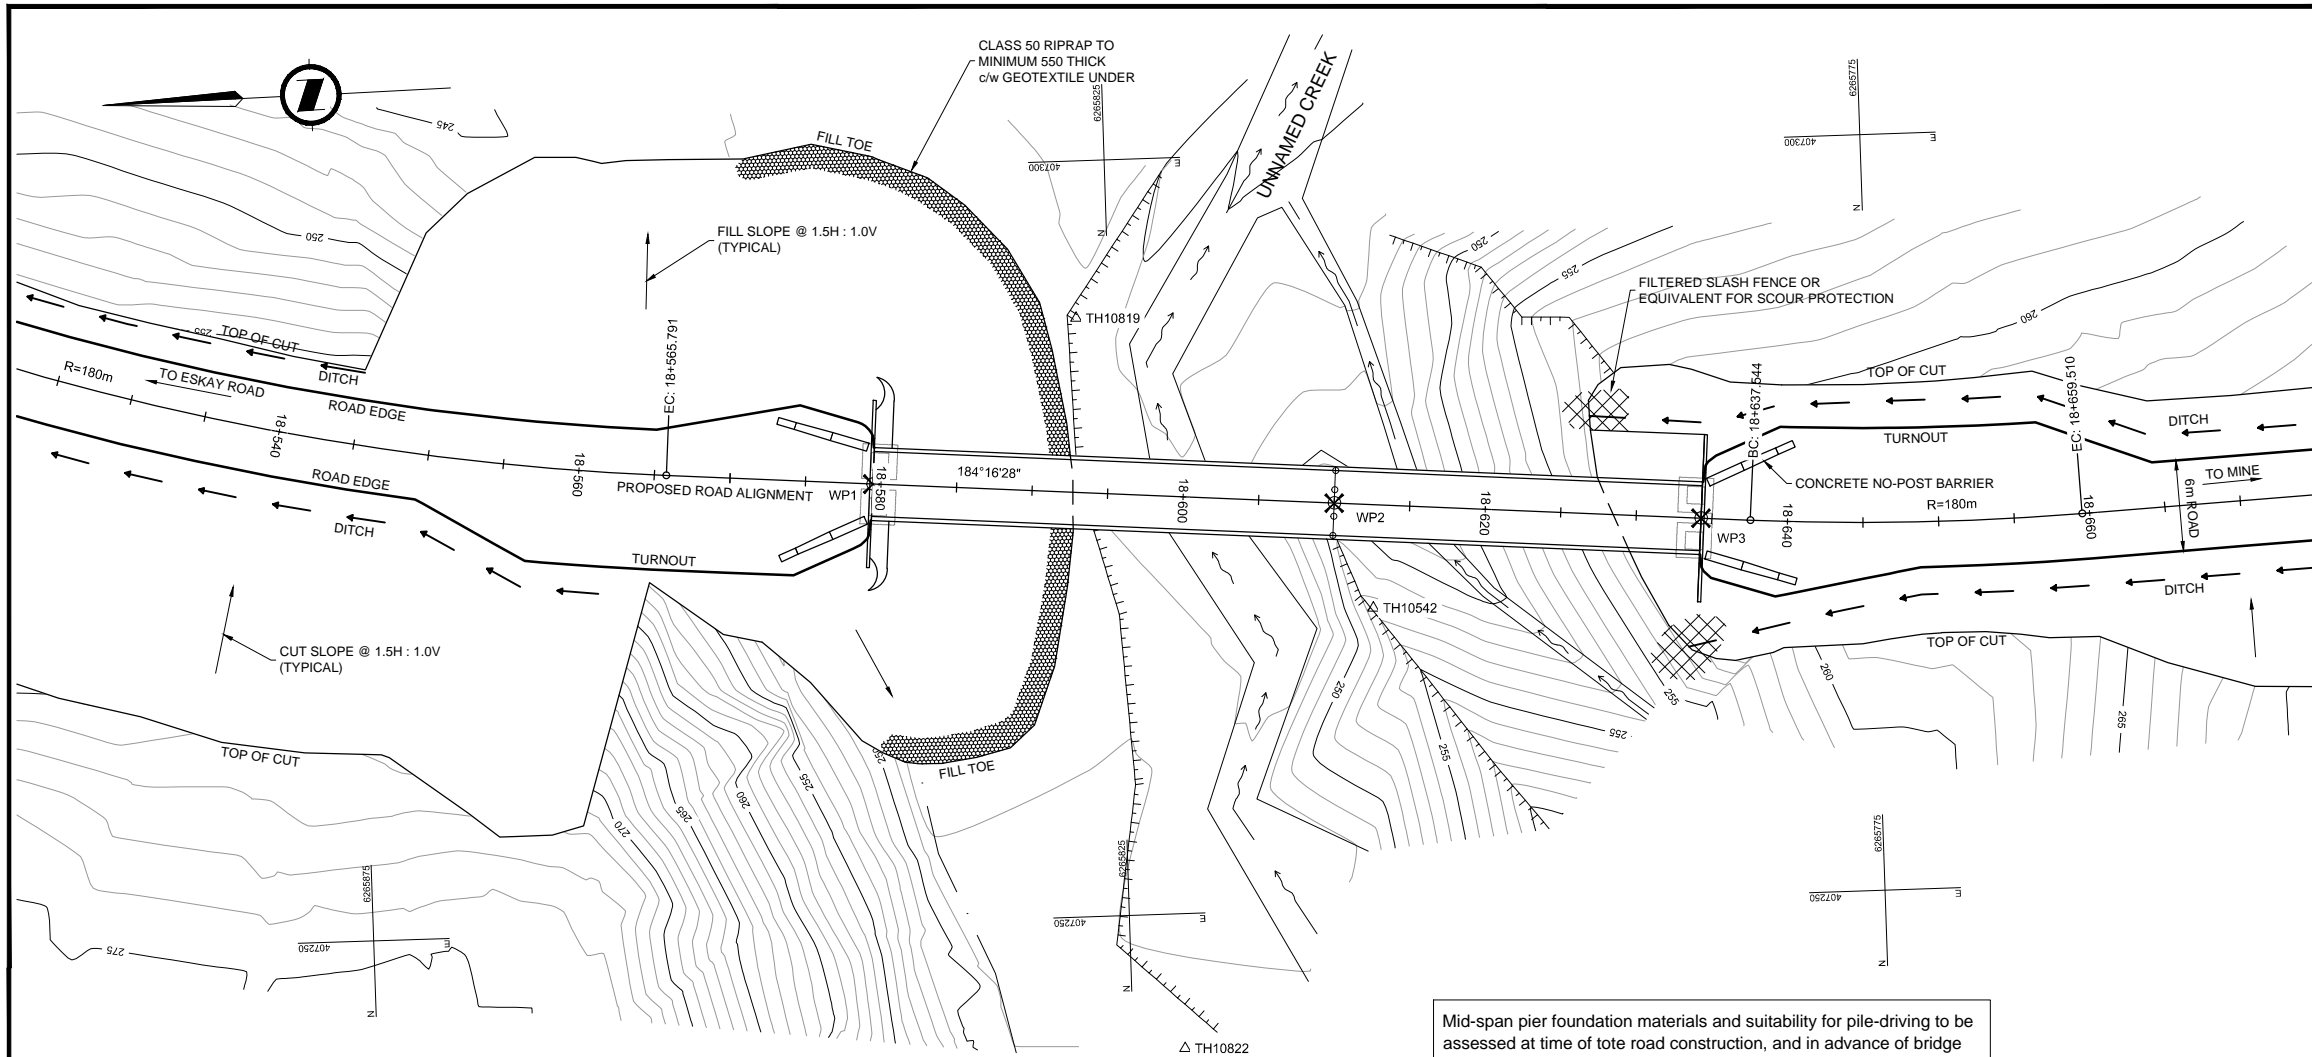 CLASS 50 RIPRAP TO
MINIMUM 550 THICK
c/w GEOTEXTILE UNDER
UNNAMED CREEK
6265825
407300
E
N
6265775
407300
E
N
245
FILL TOE
250
FILL SLOPE @ 1.5H : 1.0V
(TYPICAL)
250
255
FILTERED SLASH FENCE OR
EQUIVALENT FOR SCOUR PROTECTION
260
TH10819
255
TOP OF CUT
DITCH
R=180m
TO ESKAY ROAD
ROAD EDGE
EC: 18+565.791
18+540
18+560
ROAD EDGE
DITCH
PROPOSED ROAD ALIGNMENT
WP1
18+580
184°16'28"
18+600
WP2
18+620
WP3
BC: 18+637.544
18+640
TOP OF CUT
EC: 18+659.510
TURNOUT
DITCH
TO MINE
CONCRETE NO-POST BARRIER
R=180m
18+660
6m ROAD
DITCH
TURNOUT
TH10542
TOP OF CUT
CUT SLOPE @ 1.5H : 1.0V
(TYPICAL)
250
255
260
265
255
255
TOP OF CUT
250
FILL TOE
255
260
265
270
6265875
407250
E
N
275
6265825
407250
E
N
6265775
407250
E
N
TH10822
Mid-span pier foundation materials and suitability for pile-driving to be
assessed at time of tote road construction, and in advance of bridge